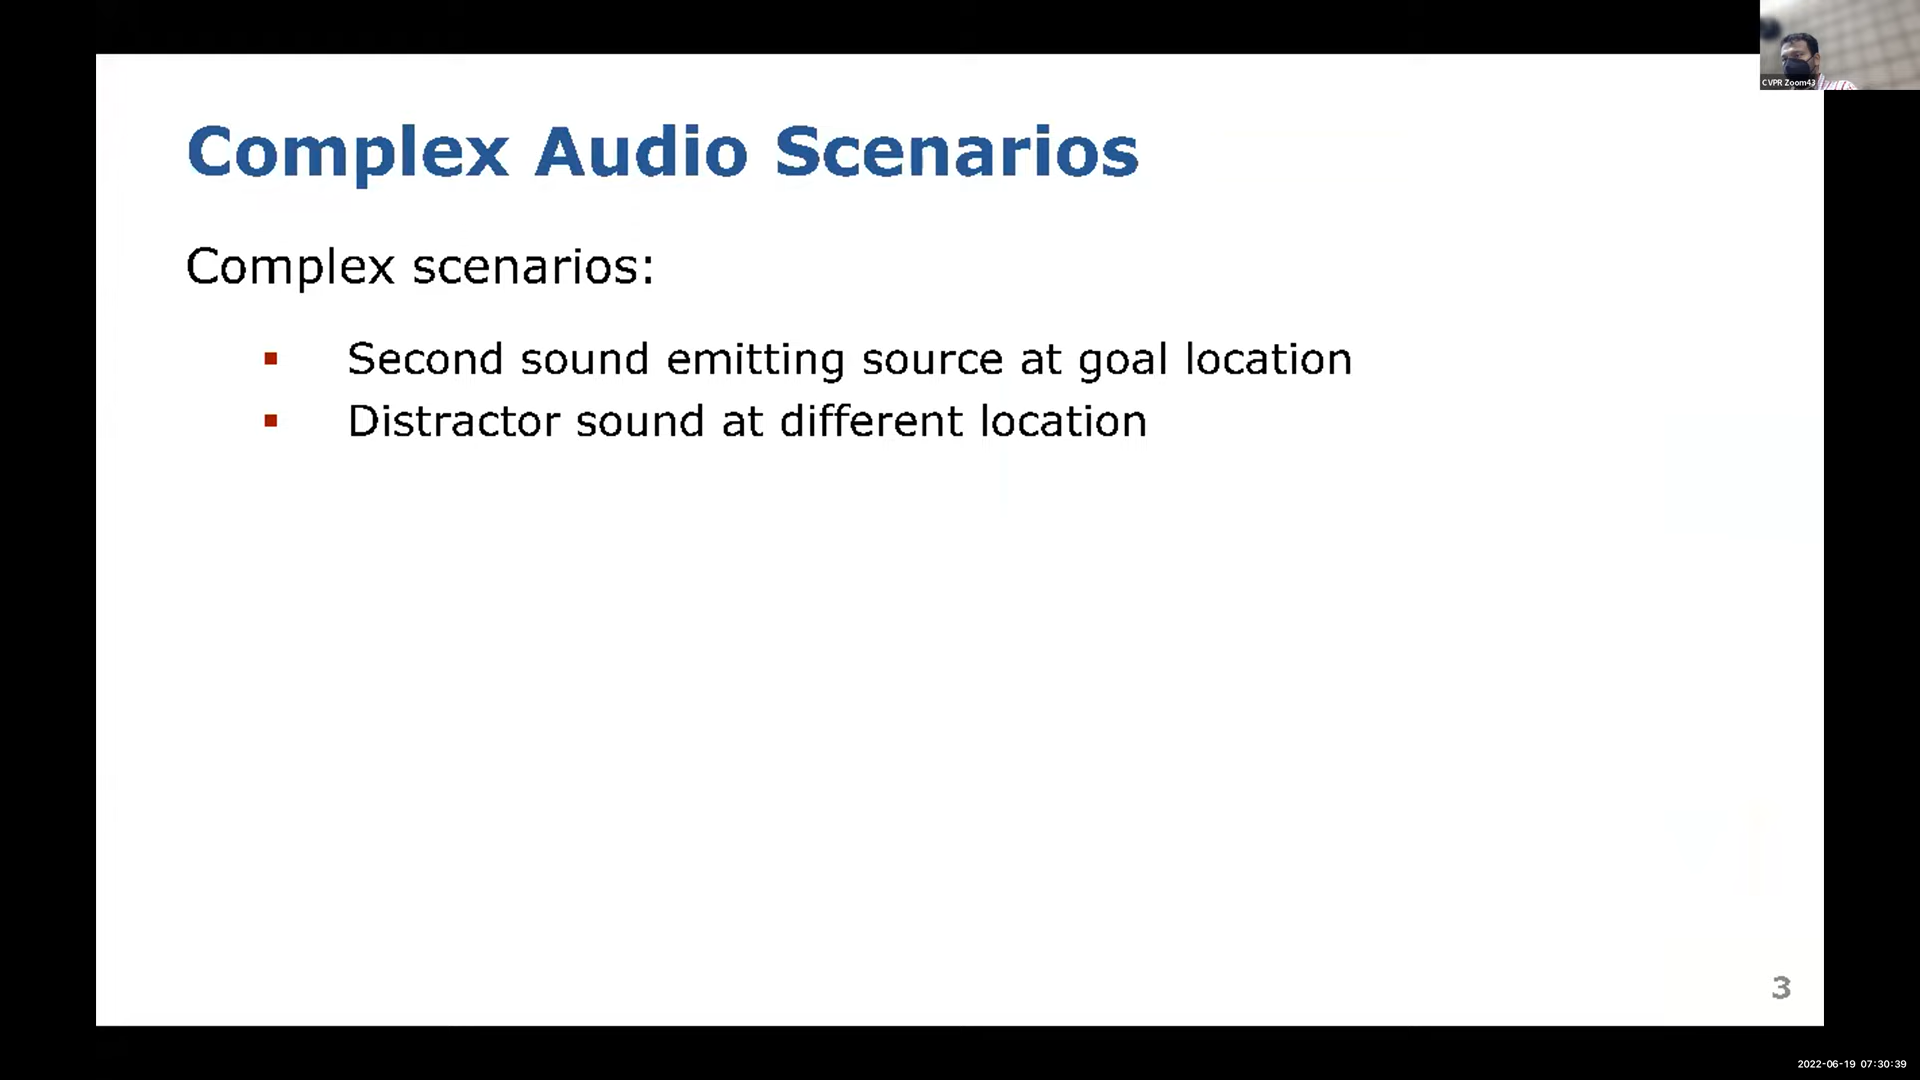 CVPR Zoom43
Complex Audio Scenarios
Complex scenarios:
Second sound emitting source at goal location
Distractor sound at different location
3
2022-06-19 07:30:39